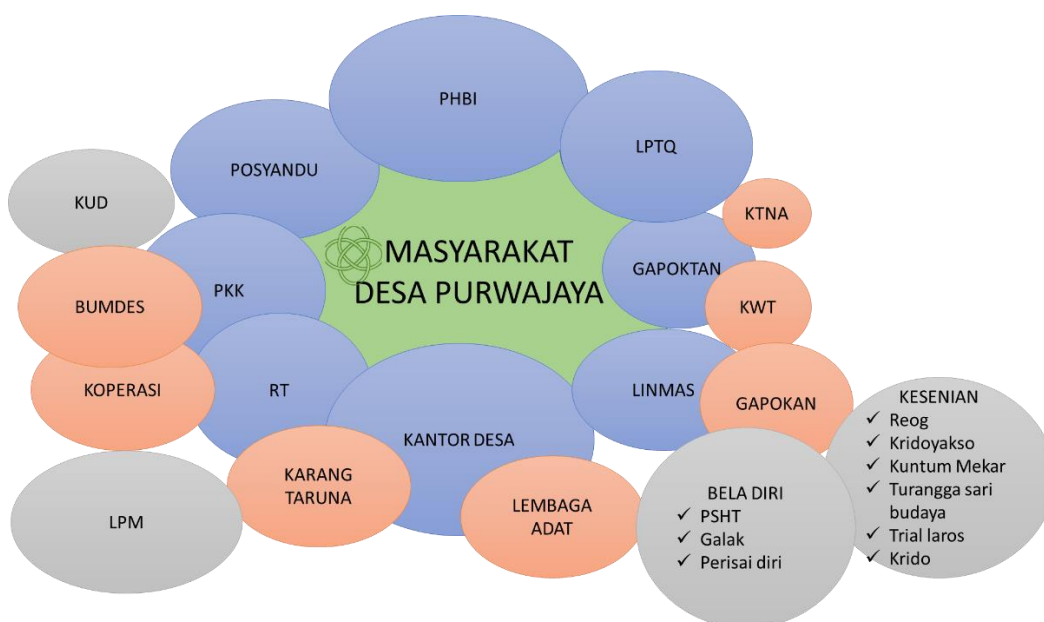 PHBI
LPTQ
POSYANDU
KUD
KTNA
MASYARAKAT
DESA PURWAJAYA
GAPOKTAN
PKK
BUMDES
KWT
KOPERASI
RT
LINMAS
GAPOKAN
KANTOR DESA
KARANG
TARUNA
LEMBAGA
ADAT
LPM
BELA DIRI
✓ PSHT
✓ Galak
✓ Perisai diri
KESENIAN
✓ Reog
✓ Kridoyakso
✓ Kuntum Mekar
✓ Turangga sari
budaya
✓ Trial laros
✓ Krido